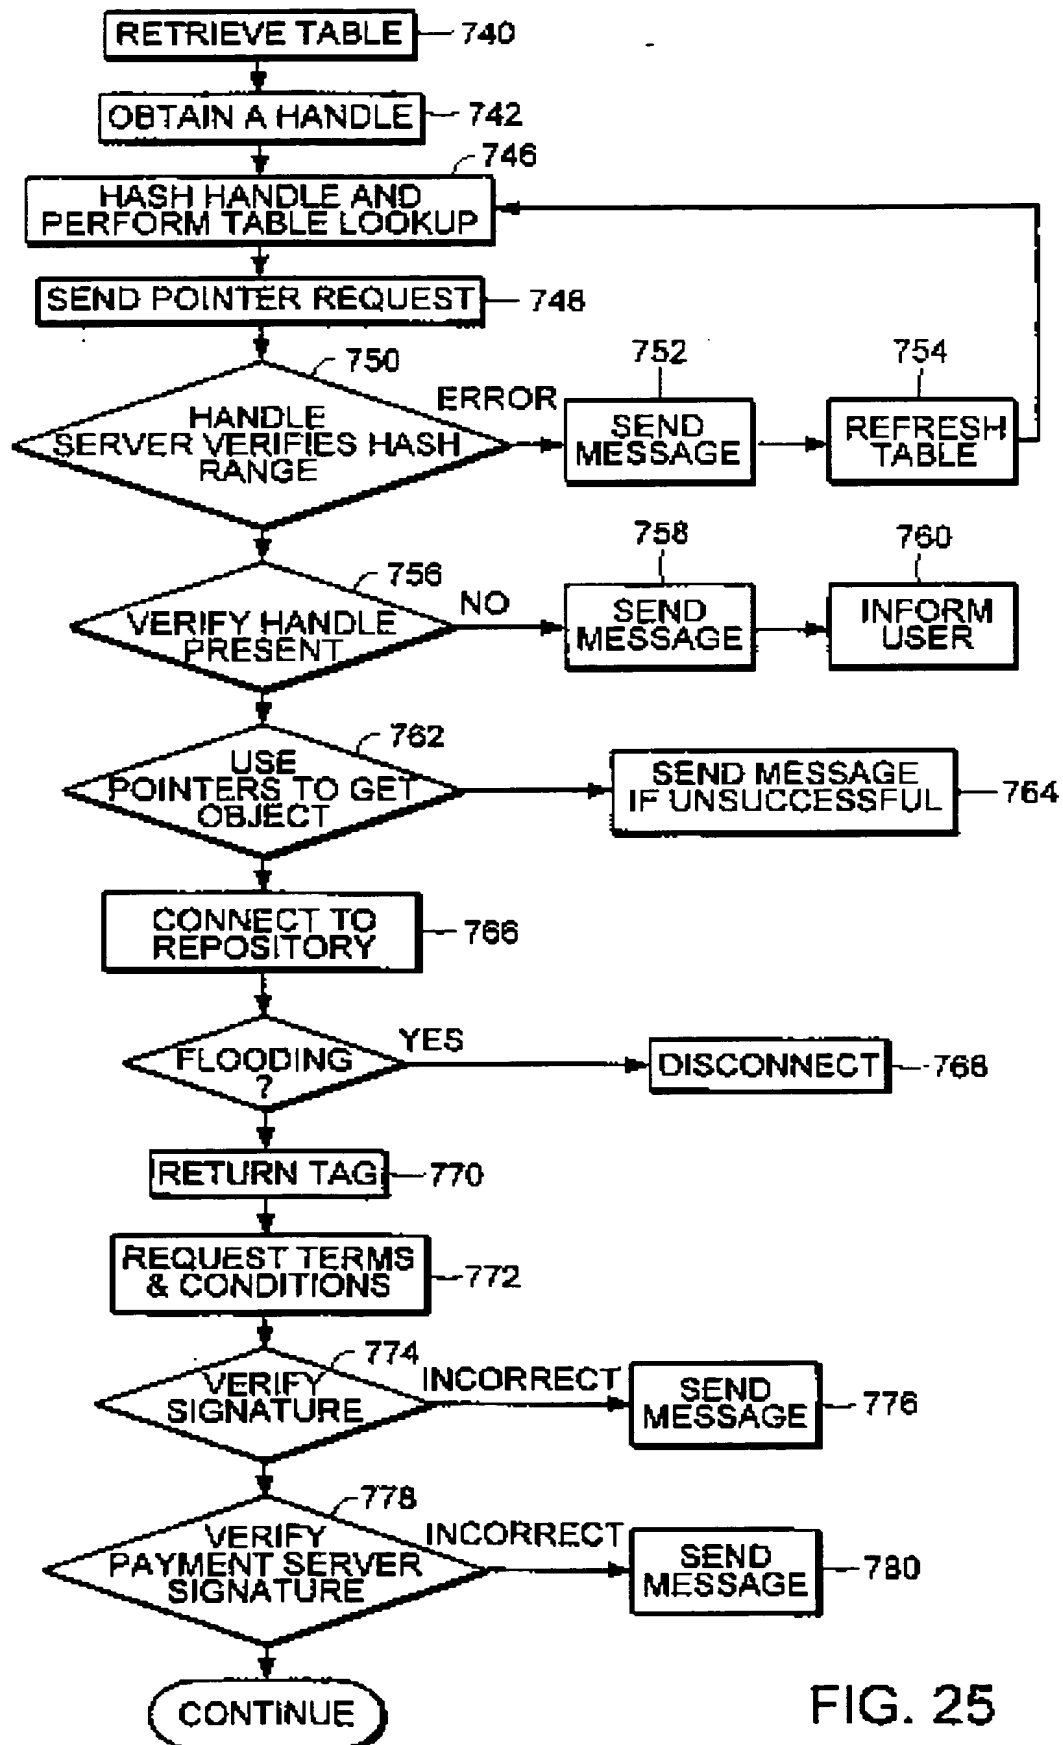 RETRIEVE TABLE
740
OBTAIN A HANDLE
742
746
HASH HANDLE AND
PERFORM TABLE LOOKUP
SEND POINTER REQUEST
748
750
HANDLE
SERVER VERIFIES HASH
RANGE
ERROR
752
SEND
MESSAGE
754
REFRESH
TABLE
756
VERIFY HANDLE
PRESENT
NO
758
SEND
MESSAGE
760
INFORM
USER
762
USE
POINTERS TO GET
OBJECT
SEND MESSAGE
IF UNSUCCESSFUL
764
CONNECT TO
REPOSITORY
766
FLOODING
?
YES
DISCONNECT
768
RETURN TAG
770
REQUEST TERMS
& CONDITIONS
772
774
VERIFY
SIGNATURE
INCORRECT
SEND
MESSAGE
776
778
VERIFY
PAYMENT SERVER
SIGNATURE
INCORRECT
SEND
MESSAGE
780
CONTINUE
FIG. 25